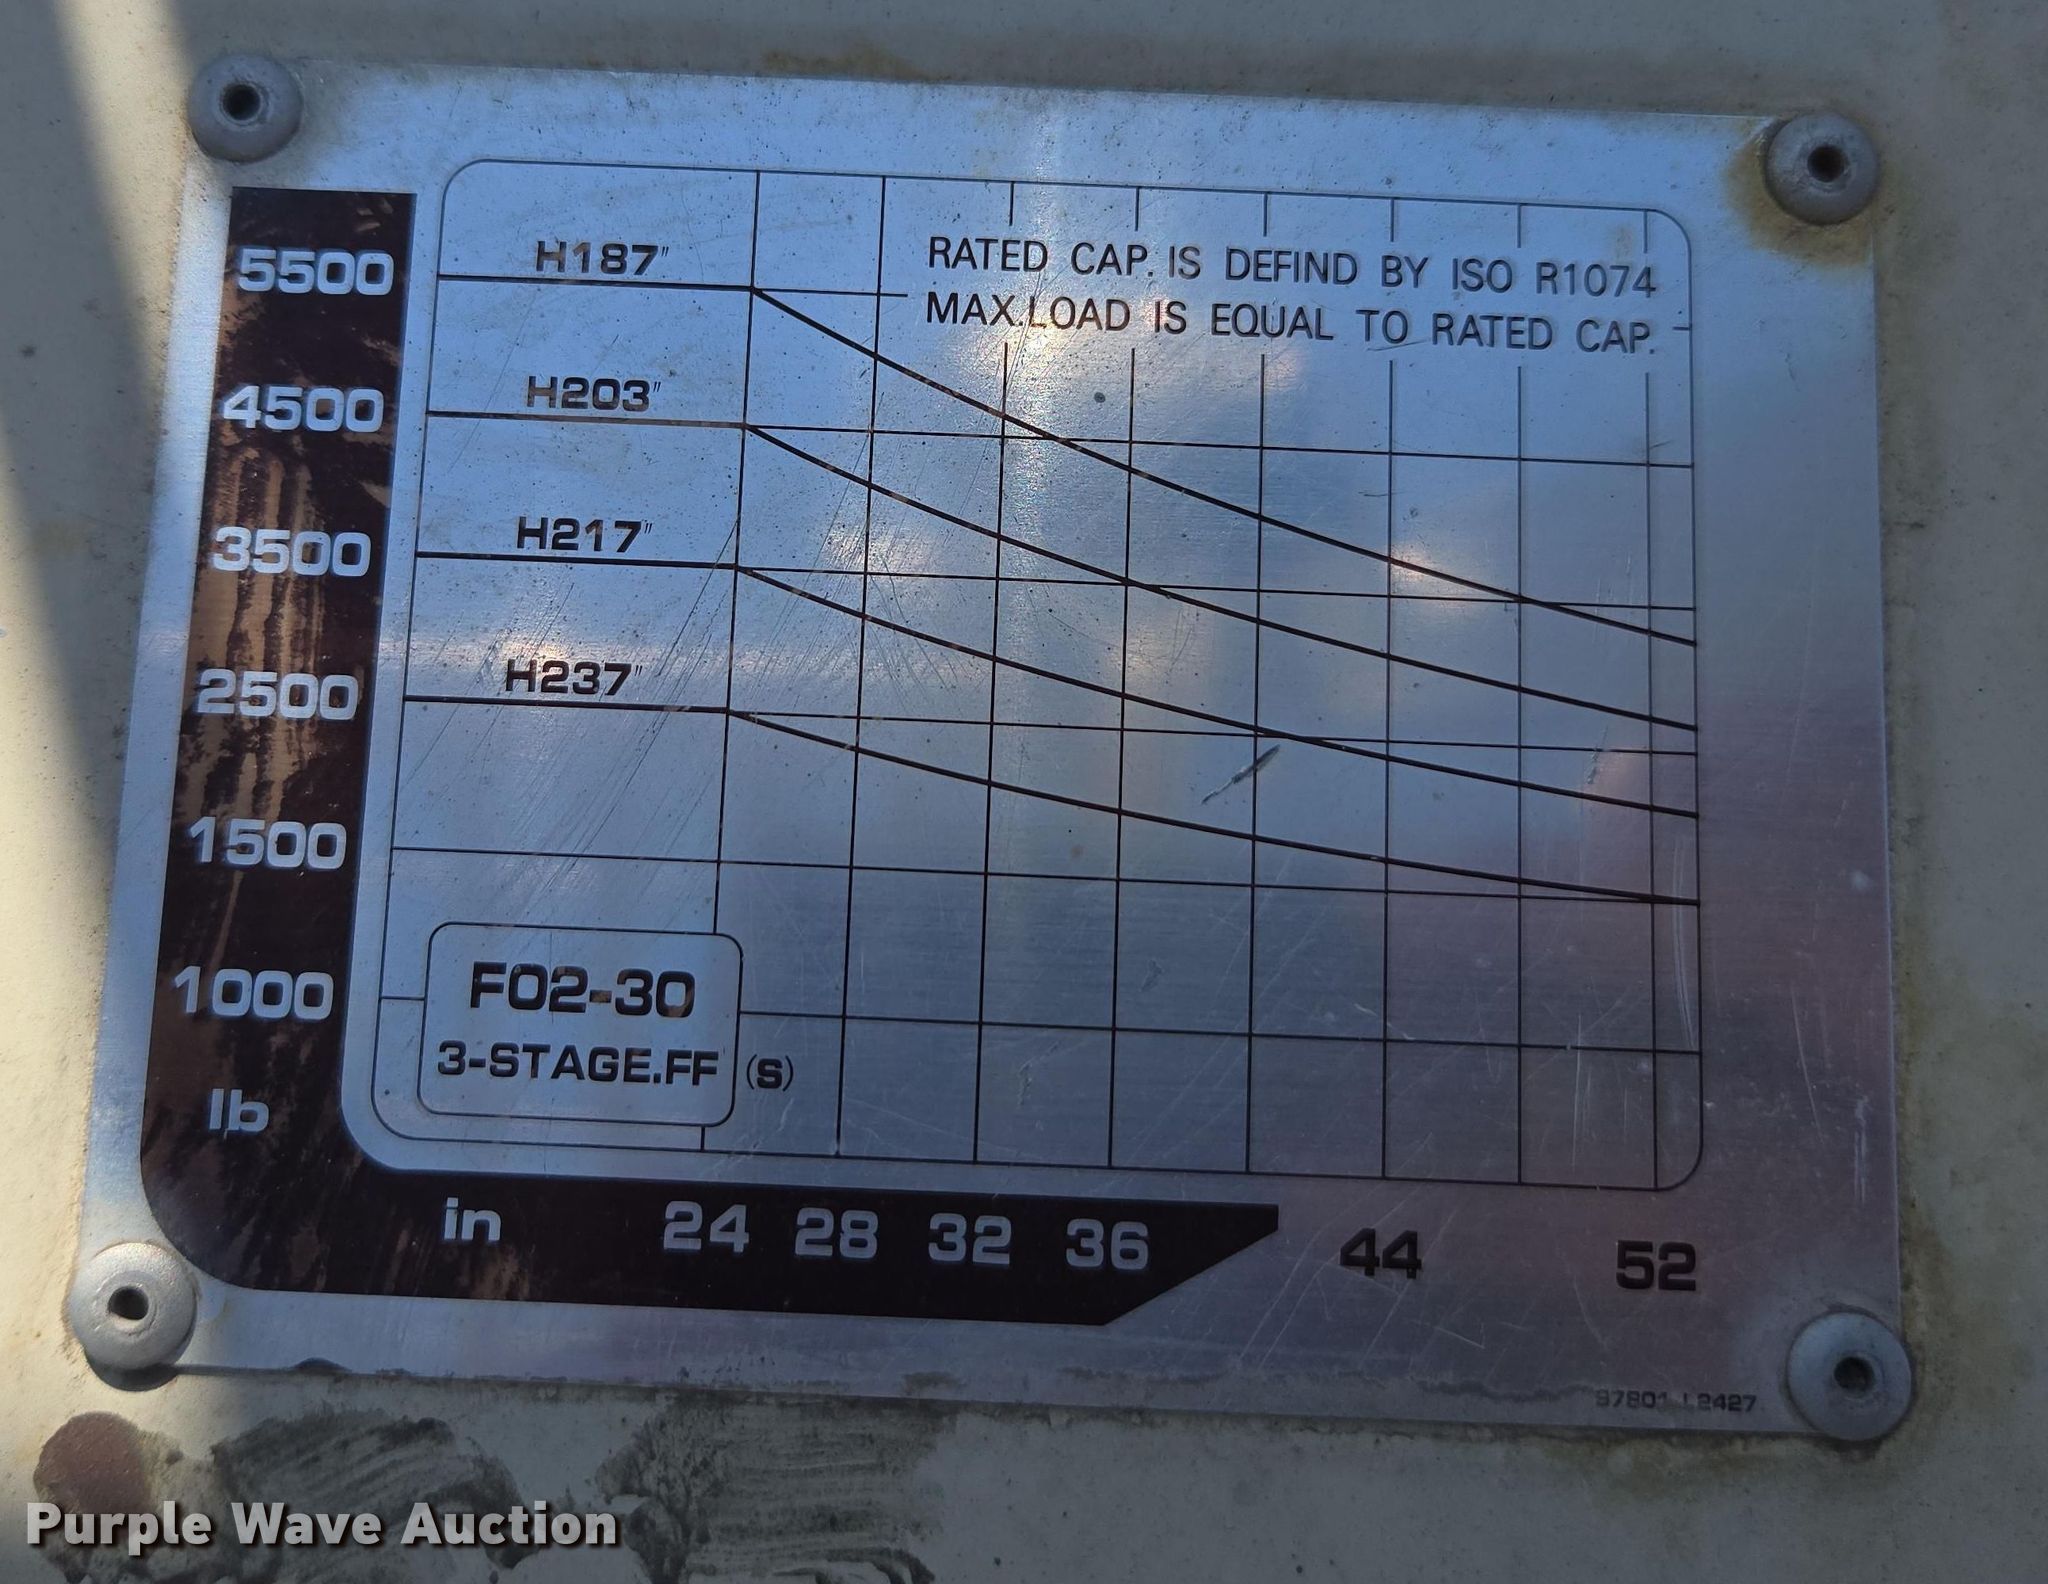 5500
4500
3500
2500
1500
1000
lb
H187"
H203"
H217"
H237"
RATED CAP. IS DEFIND BY ISO R1074
MAX.LOAD IS EQUAL TO RATED CAP.
F02-30
3-STAGE.FF (S)
in 24 28 32 36 44 52
97801 L2427
Purple Wave Auction